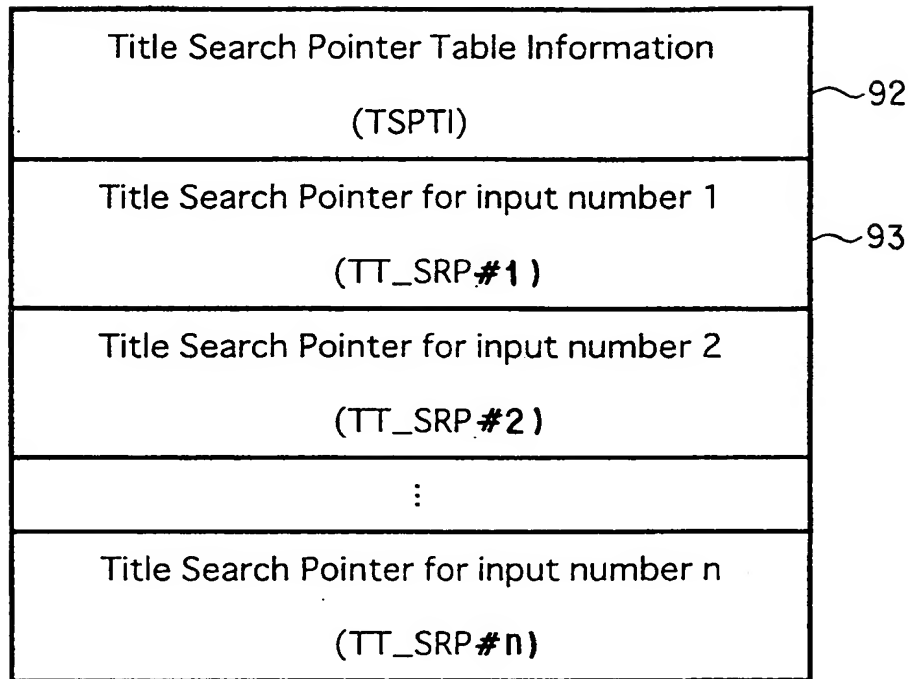 Title Search Pointer Table Information
(TSPTI)
92
Title Search Pointer for input number 1
(TT_SRP#1)
93
Title Search Pointer for input number 2
(TT_SRP#2)
⋮
Title Search Pointer for input number n
(TT_SRP#n)